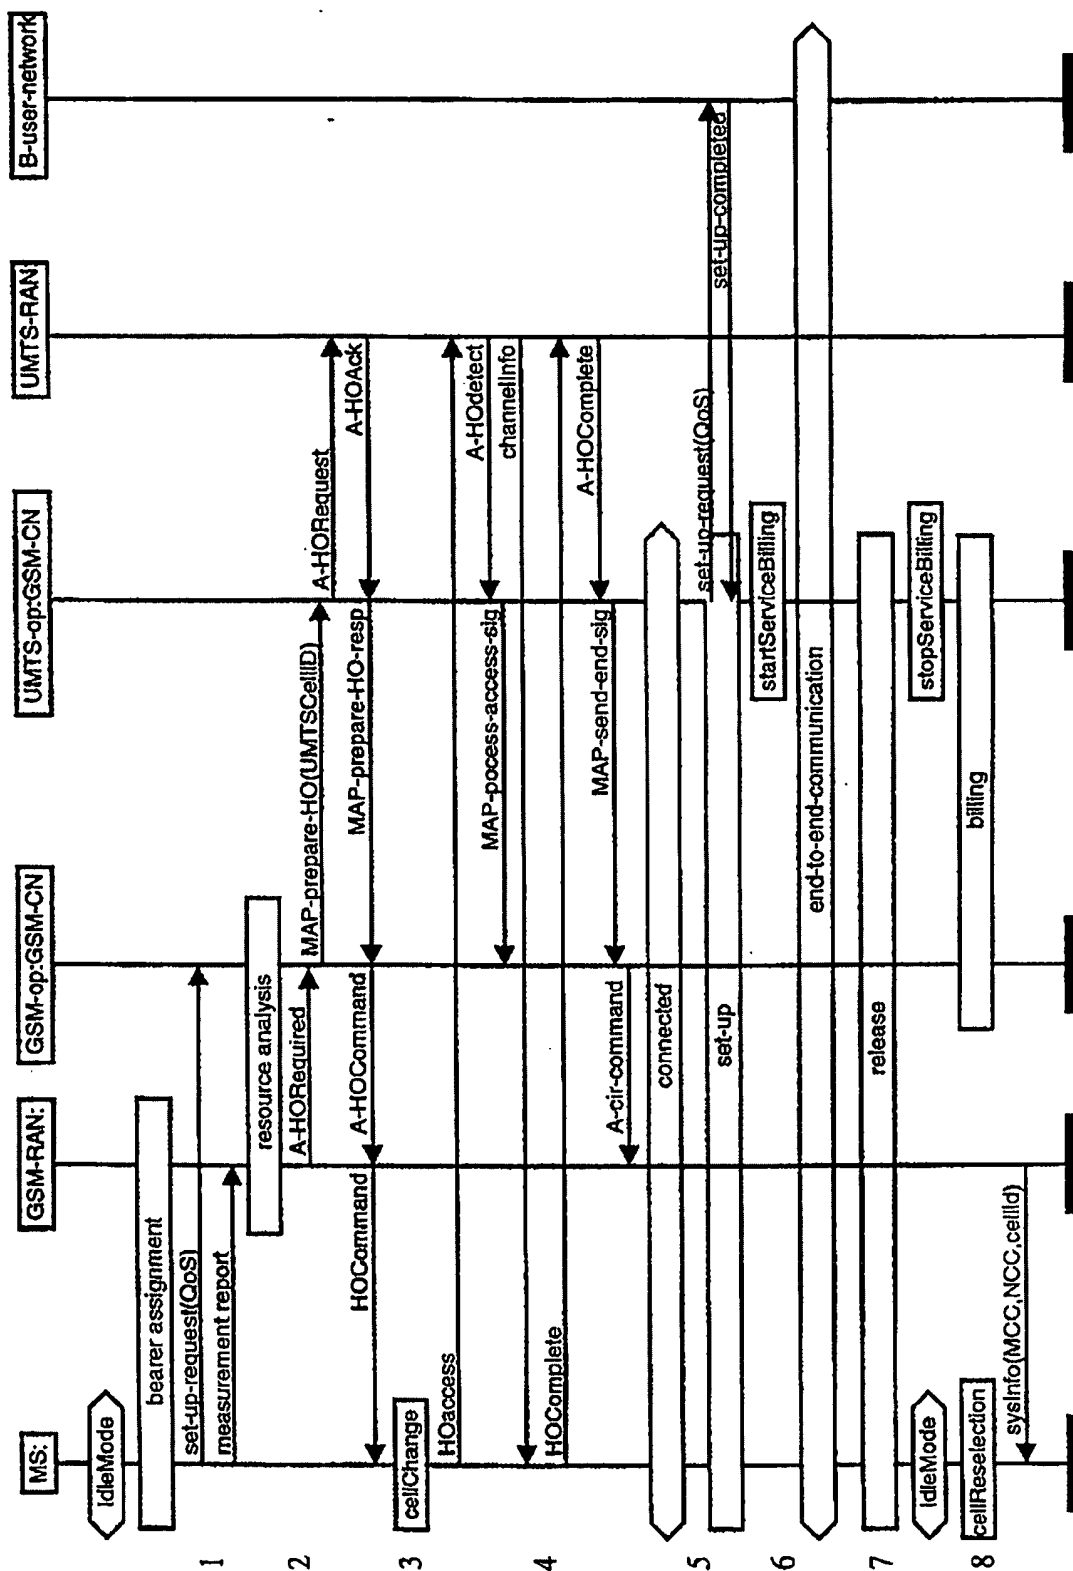 MS:
GSM-RAN:
GSM-op:GSM-CN
UMTS-op:GSM-CN
UMTS-RAN:
B-user-network
IdleMode
bearer assignment
1
set-up-request(QoS)
measurement report
resource analysis
2
A-HORequired
MAP-prepare-HO(UMTSCellID)
A-HORequest
A-HOAck
MAP-prepare-HO-resp
A-HOCommand
HOCommand
3
cellChange
HOaccess
A-HOdetect
MAP-pocess-access-sig
channelInfo
4
HOComplete
A-HOComplete
MAP-send-end-sig
A-clr-command
connected
5
set-up
set-up-request(QoS)
set-up-completed
startServiceBilling
6
end-to-end-communication
7
release
IdleMode
stopServiceBilling
8
cellReselection
billing
sysInfo(MCC,NCC,cellId)